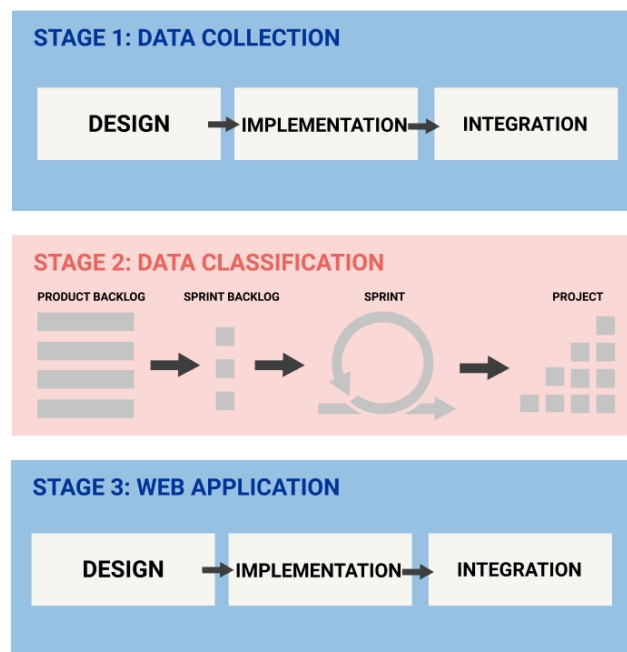 STAGE 1: DATA COLLECTION
DESIGN IMPLEMENTATION INTEGRATION
STAGE 2: DATA CLASSIFICATION
PRODUCT BACKLOG SPRINT BACKLOG SPRINT PROJECT
STAGE 3: WEB APPLICATION
DESIGN IMPLEMENTATION INTEGRATION